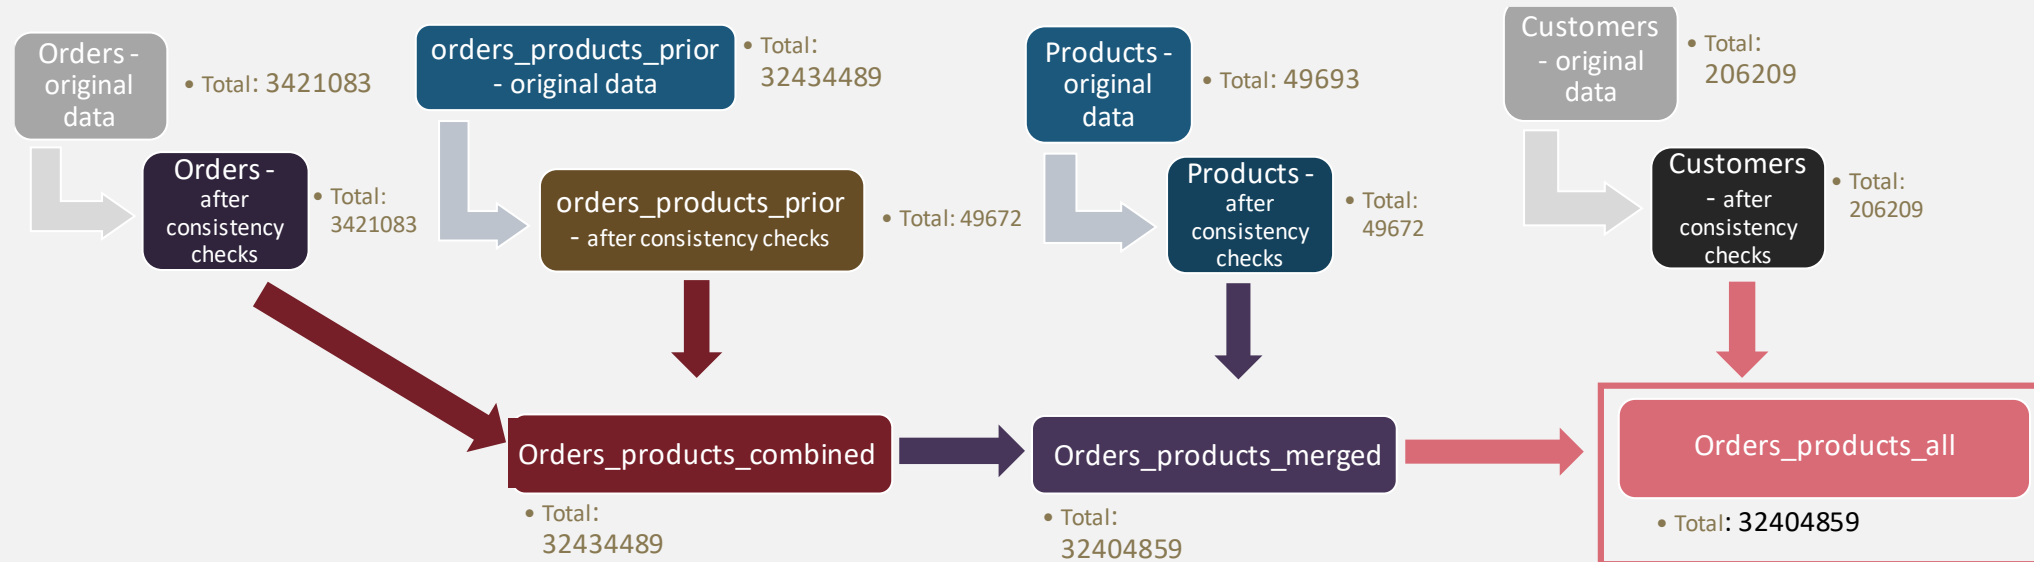 Orders -
original
data
• Total: 3421083
orders_products_prior
- original data
• Total:
32434489
Products -
original
data
• Total: 49693
Customers
- original
data
• Total:
206209
Orders -
after
consistency
checks
• Total:
3421083
orders_products_prior
- after consistency checks
• Total: 49672
Products -
after
consistency
checks
• Total:
49672
Customers
- after
consistency
checks
• Total:
206209
Orders_products_combined
• Total:
32434489
Orders_products_merged
• Total:
32404859
Orders_products_all
• Total: 32404859